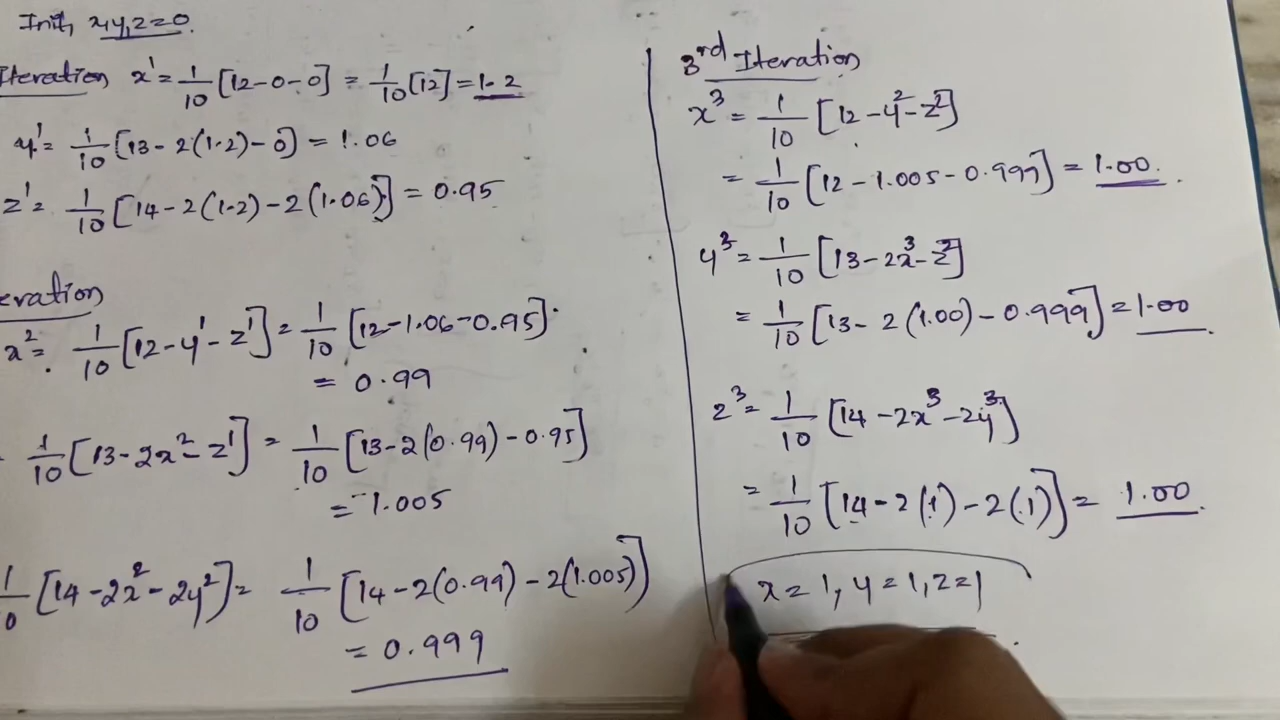 Init, x,y,z=0
Iteration x¹ = 1/10 [12-0-0] = 1/10 [12] = 1.2
y¹ = 1/10 [13-2(1.2)-0] = 1.06
z¹ = 1/10 [14-2(1.2)-2(1.06)] = 0.95
eration
x² = 1/10 [12-y¹-z¹] = 1/10 [12-1.06-0.95]
= 0.99
1/10 [13-2x²-z¹] = 1/10 [13-2(0.99)-0.95]
= 1.005
1/10 [14-2x²-2y²] = 1/10 [14-2(0.99)-2(1.005)]
= 0.999
3rd Iteration
x³ = 1/10 [12-y²-z²]
= 1/10 [12-1.005-0.999] = 1.00.
y³ = 1/10 [13-2x³-z²]
= 1/10 [13-2(1.00)-0.999] = 1.00
z³ = 1/10 [14-2x³-2y³]
= 1/10 [14-2(1)-2(1)] = 1.00
x=1, y=1, z=1